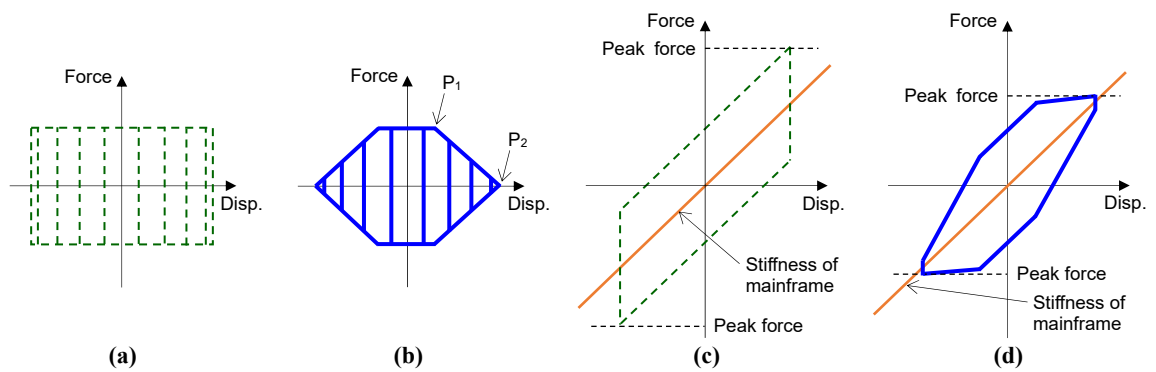 Force
P1
P2
Disp.
(a)
Force
Disp.
(b)
Force
Peak force
Disp.
Stiffness of
mainframe
Peak force
(c)
Force
Peak force
Disp.
Peak force
Stiffness of
mainframe
(d)